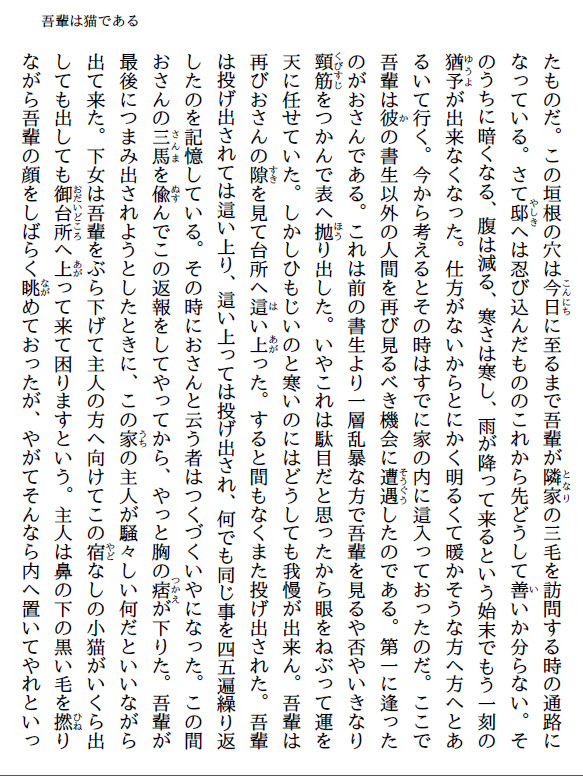 吾輩は猫である
たものだ。この垣根の穴は今日に至るまで吾輩が隣家の三毛を訪問する時の通路に
なっている。さて邸へは忍び込んだもののこれから先どうして善いか分らない。そ
のうちに暗くなる、腹は減る、寒さは寒し、雨が降って来るという始末でもう一刻の
猶予が出来なくなった。仕方がないからとにかく明るくて暖かそうな方へ方へとあ
るいて行く。今から考えるとその時はすでに家の内に這入っておったのだ。ここで
吾輩は彼の書生以外の人間を再び見るべき機会に遭遇したのである。第一に逢った
のがおさんである。これは前の書生より一層乱暴な方で吾輩を見るや否やいきなり
頸筋をつかんで表へ抛り出した。いやこれは駄目だと思ったから眼をねぶって運を
天に任せていた。しかしひもじいのと寒いのにはどうしても我慢が出来ん。吾輩は
再びおさんの隙を見て台所へ這い上った。すると間もなくまた投げ出された。吾輩
は投げ出されては這い上り、這い上っては投げ出され、何でも同じ事を四五遍繰り返
したのを記憶している。その時におさんと云う者はつくづくいやになった。この間
おさんの三馬を偸んでこの返報をしてやってから、やっと胸の痞が下りた。吾輩が
最後につまみ出されようとしたときに、この家の主人が騒々しい何だといいながら
出て来た。下女は吾輩をぶら下げて主人の方へ向けてこの宿なしの小猫がいくら出
しても出しても御台所へ上って来て困りますという。主人は鼻の下の黒い毛を撚り
ながら吾輩の顔をしばらく眺めておったが、やがてそんなら内へ置いてやれといっ